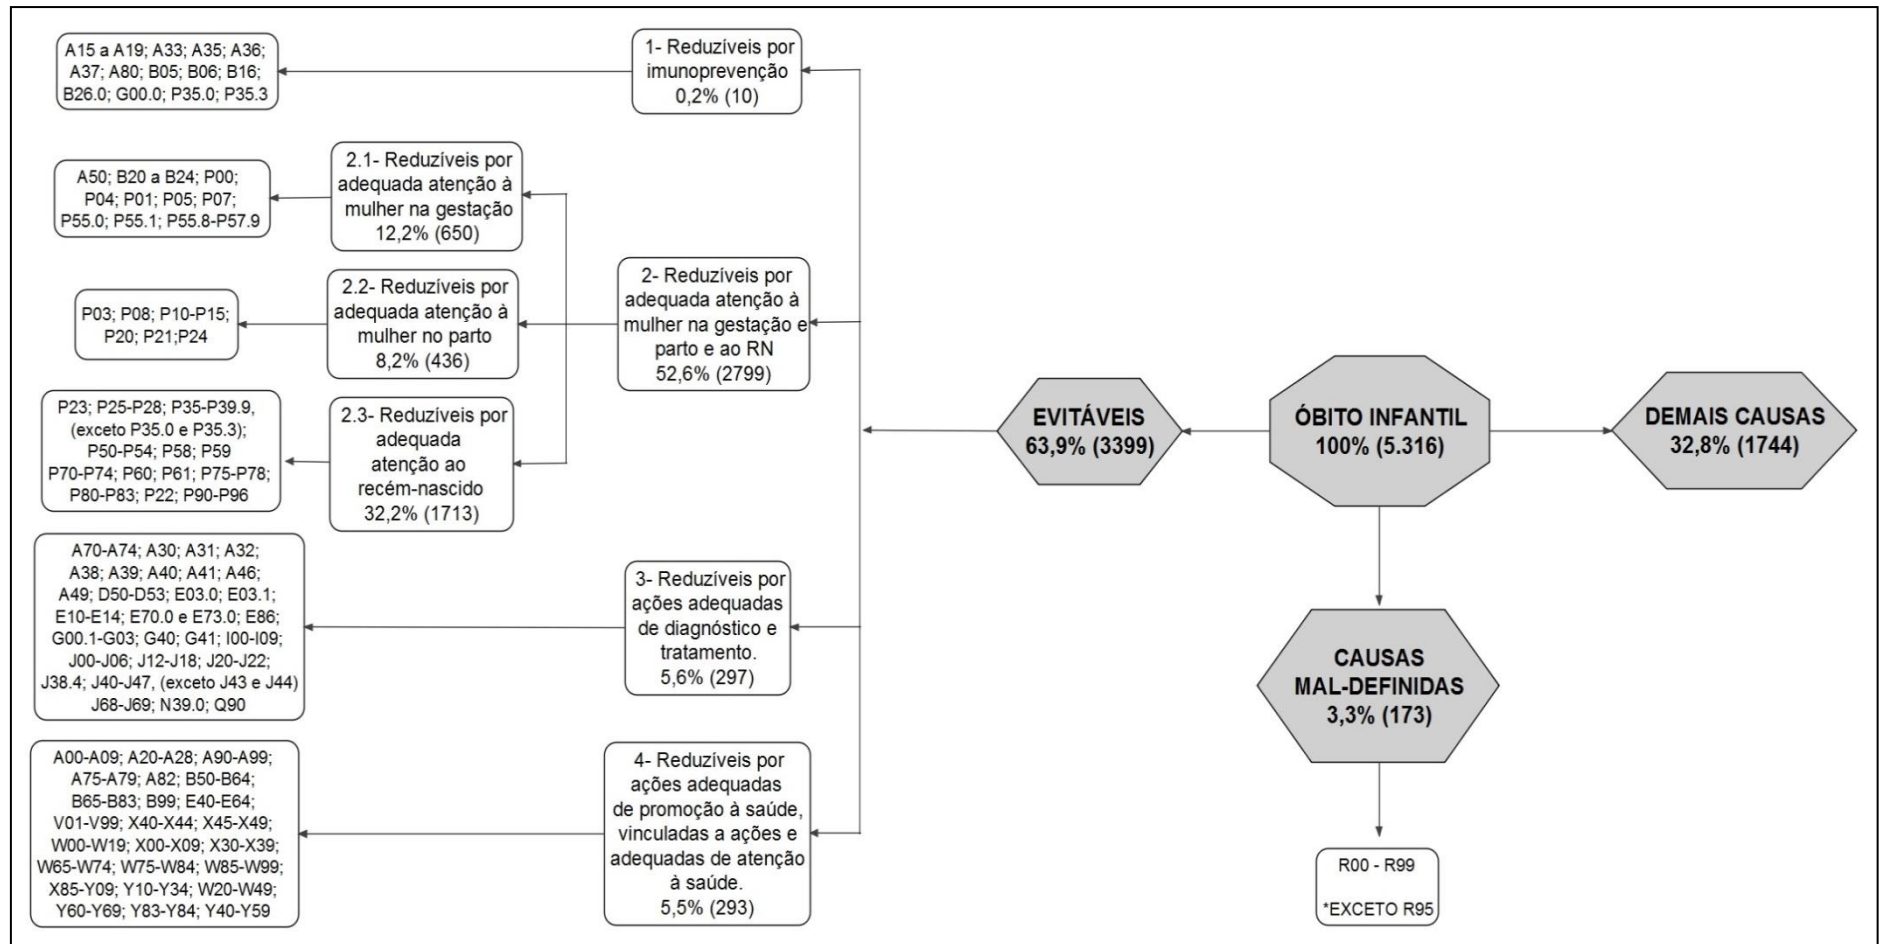 A15 a A19; A33; A35; A36;
A37; A80; B05; B06; B16;
B26.0; G00.0; P35.0; P35.3
1- Reduzíveis por
imunoprevenção
0,2% (10)
A50; B20 a B24; P00;
P04; P01; P05; P07;
P55.0; P55.1; P55.8-P57.9
2.1- Reduzíveis por
adequada atenção à
mulher na gestação
12,2% (650)
P03; P08; P10-P15;
P20; P21;P24
2.2- Reduzíveis por
adequada atenção à
mulher no parto
8,2% (436)
2- Reduzíveis por
adequada atenção à
mulher na gestação e
parto e ao RN
52,6% (2799)
P23; P25-P28; P35-P39.9,
(exceto P35.0 e P35.3);
P50-P54; P58; P59
P70-P74; P60; P61; P75-P78;
P80-P83; P22; P90-P96
2.3- Reduzíveis por
adequada
atenção ao
recém-nascido
32,2% (1713)
EVITÁVEIS
63,9% (3399)
ÓBITO INFANTIL
100% (5.316)
DEMAIS CAUSAS
32,8% (1744)
A70-A74; A30; A31; A32;
A38; A39; A40; A41; A46;
A49; D50-D53; E03.0; E03.1;
E10-E14; E70.0 e E73.0; E86;
G00.1-G03; G40; G41; I00-I09;
J00-J06; J12-J18; J20-J22;
J38.4; J40-J47, (exceto J43 e J44)
J68-J69; N39.0; Q90
3- Reduzíveis por
ações adequadas
de diagnóstico e
tratamento.
5,6% (297)
CAUSAS
MAL-DEFINIDAS
3,3% (173)
A00-A09; A20-A28; A90-A99;
A75-A79; A82; B50-B64;
B65-B83; B99; E40-E64;
V01-V99; X40-X44; X45-X49;
W00-W19; X00-X09; X30-X39;
W65-W74; W75-W84; W85-W99;
X85-Y09; Y10-Y34; W20-W49;
Y60-Y69; Y83-Y84; Y40-Y59
4- Reduzíveis por
ações adequadas
de promoção à saúde,
vinculadas a ações e
adequadas de atenção
à saúde.
5,5% (293)
R00 - R99
*EXCETO R95